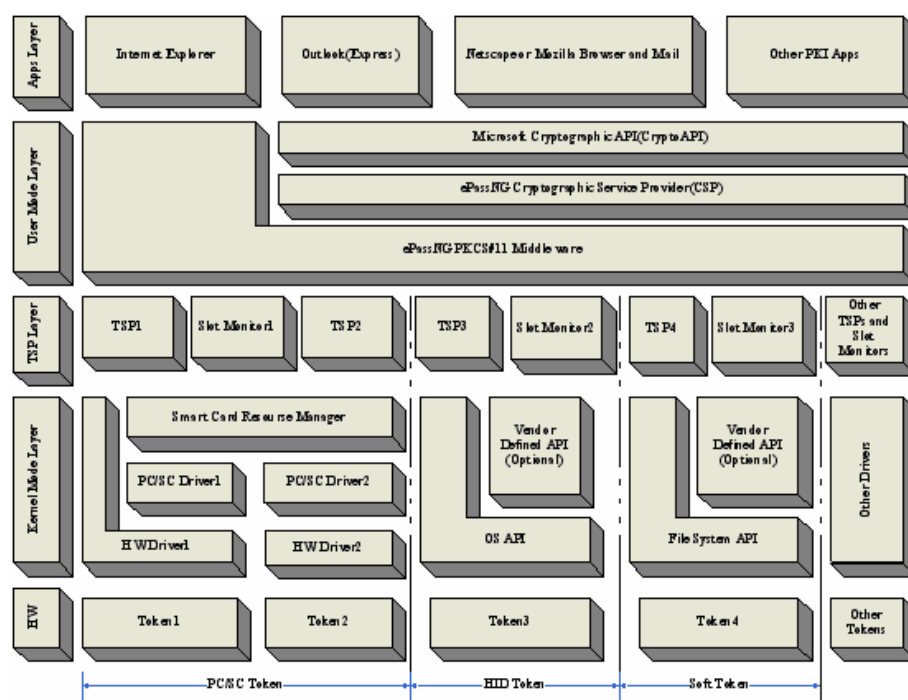 Apps Layer
Internet Explorer
Outlook(Express)
Netscapeor Mozilla Browser and Mail
Other PKI Apps
User Mode Layer
Microsoft Cryptographic API(CryptoAPI)
ePassNG Cryptographic Service Provider(CSP)
ePassNG PKCS#11 Middle ware
TSP Layer
TSP1
Slot Monitor1
TSP2
TSP3
Slot Monitor2
TSP4
Slot Monitor3
Other
TSPs and
Slot
Monitors
Kernel Mode Layer
Smart Card Resourse Manager
PC/SC Driver1
PC/SC Driver2
HWDriver1
HWDriver2
Vendor
Defined API
(Optional)
OS API
Vendor
Defined API
(Optional)
File System API
Other Drivers
HW
Token1
Token2
Token3
Token4
Other
Tokens
PC/SC Token
HID Token
Soft Token